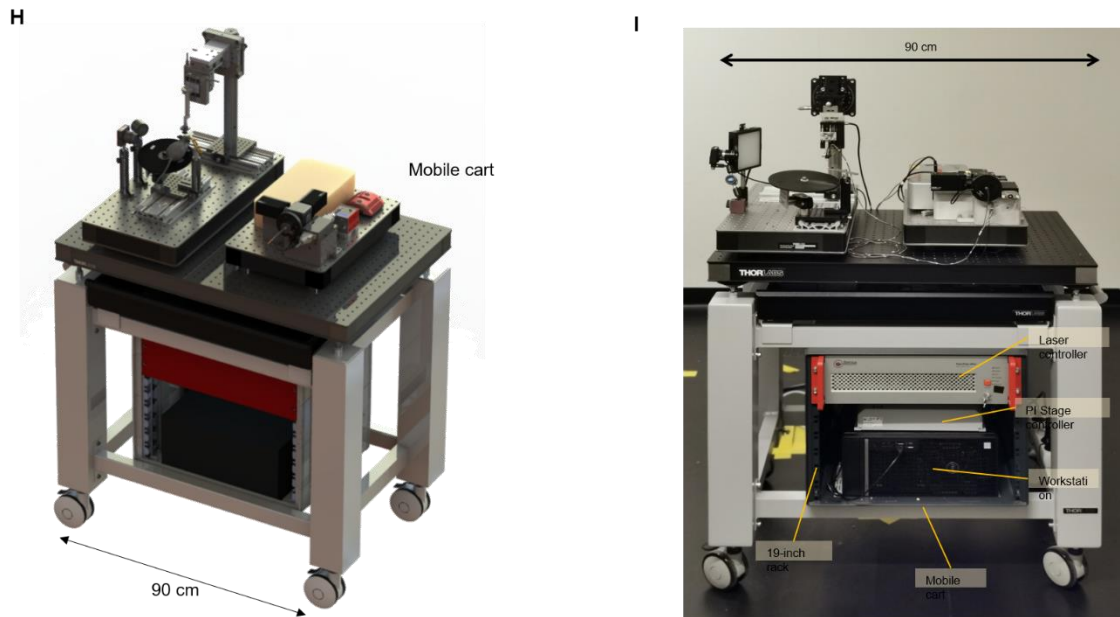 H
Mobile cart
90 cm
I
90 cm
THORLABS
THORLABS
Laser
controller
PI Stage
controller
Workstati
on
THOR
19-inch
rack
Mobile
cart